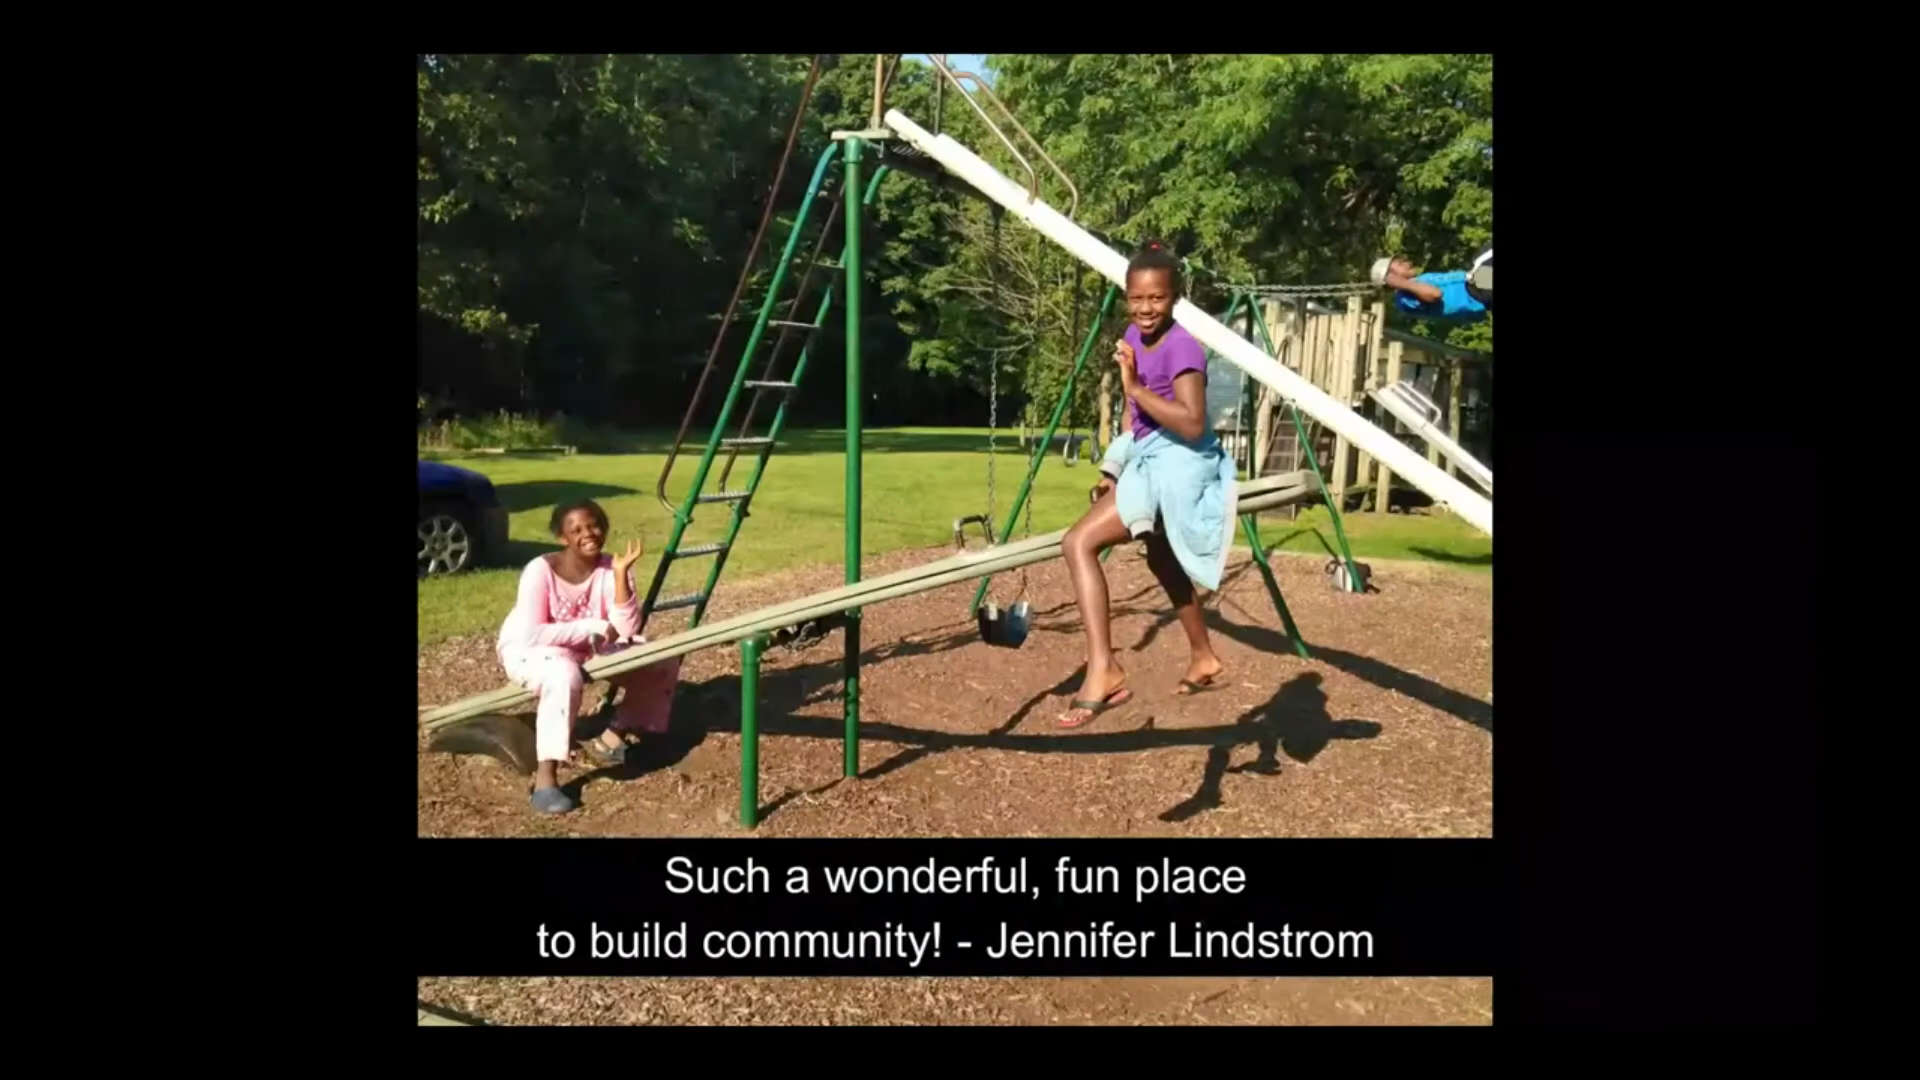 Such a wonderful, fun place
to build community! - Jennifer Lindstrom